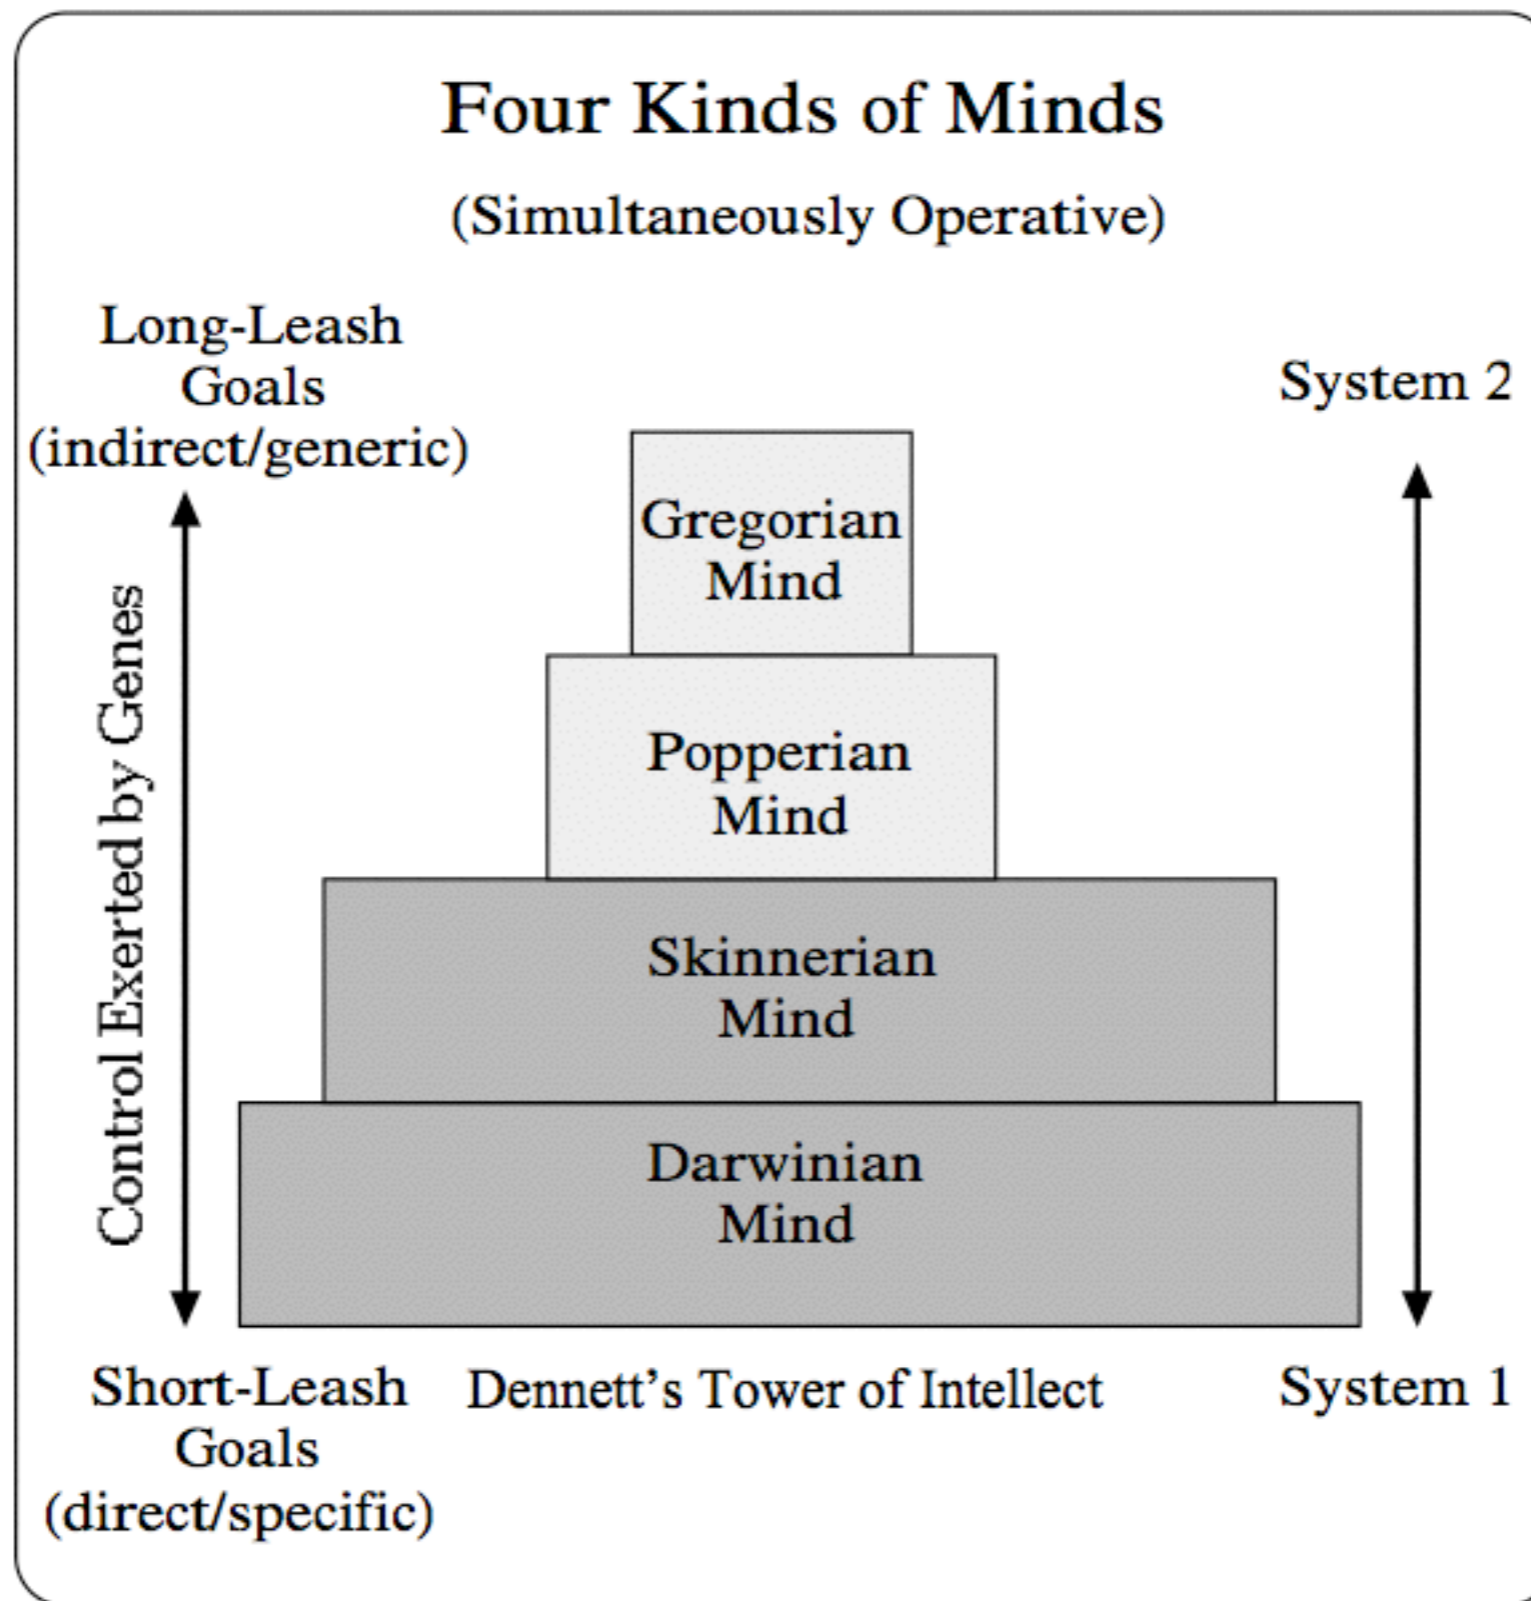 Four Kinds of Minds
(Simultaneously Operative)
Long-Leash
Goals
(indirect/generic)
System 2
Control Exerted by Genes
Gregorian
Mind
Popperian
Mind
Skinnerian
Mind
Darwinian
Mind
Short-Leash
Goals
(direct/specific)
Dennett’s Tower of Intellect
System 1